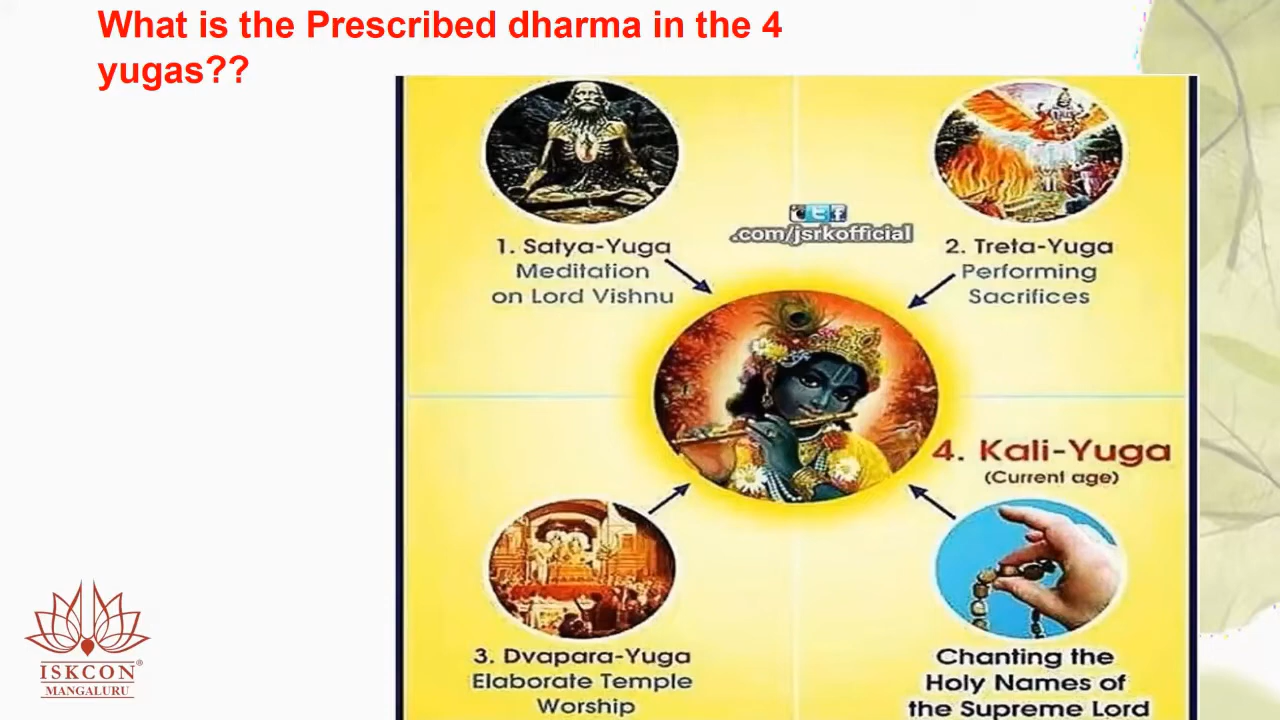 What is the Prescribed dharma in the 4
yugas??
.com/jsrkofficial
1. Satya-Yuga
Meditation
on Lord Vishnu
2. Treta-Yuga
Performing
Sacrifices
4. Kali-Yuga
(Current age)
3. Dvapara-Yuga
Elaborate Temple
Worship
Chanting the
Holy Names of
the Supreme Lord
ISKCON®
MANGALURU